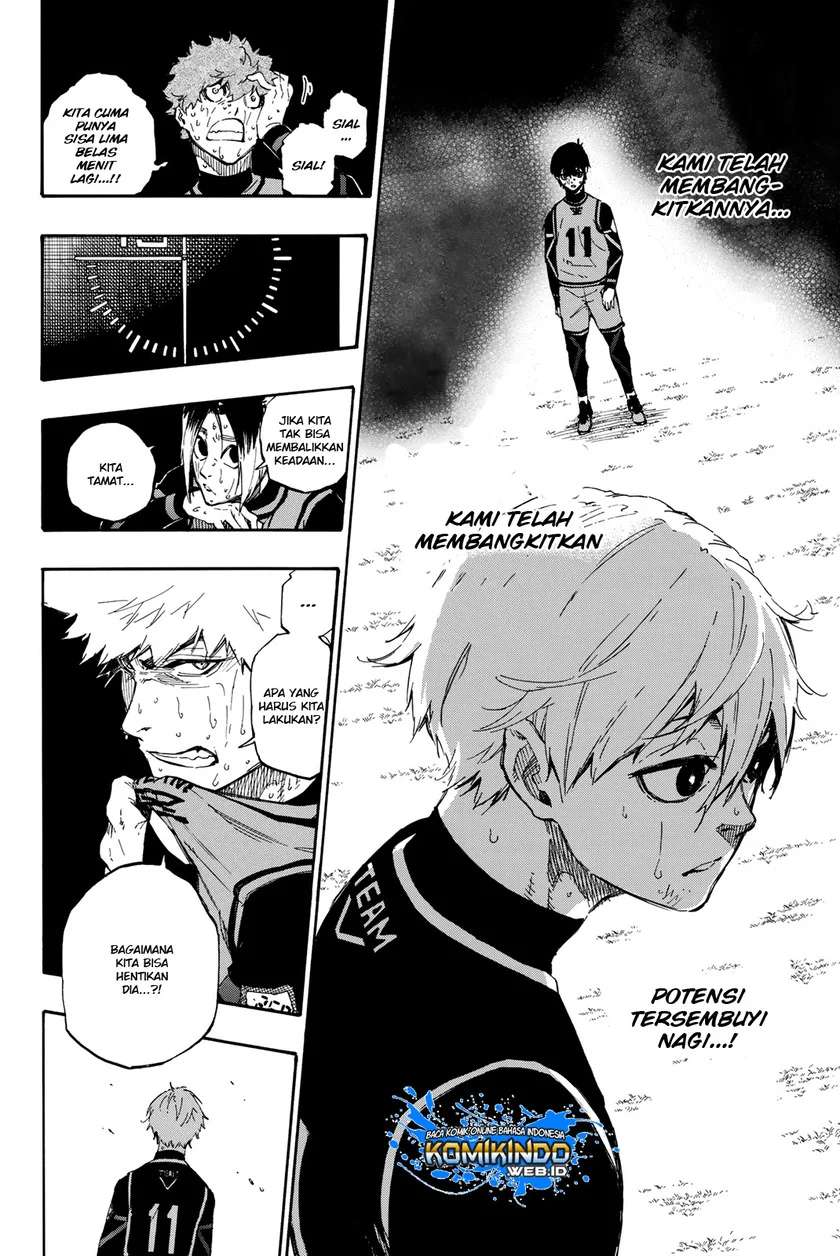 KAMI TELAH
MEMBANG-
KITKANNYA...
11
KAMI TELAH
MEMBANGKITKAN
TEAM
POTENSI
TERSEMBUYI
NAGI...!
SIAL
...
SIAL!
KITA CUMA
PUNYA
SISA LIMA
BELAS
MENIT
LAGI...!!
JIKA KITA
TAK BISA
MEMBALIKKAN
KEADAAN...
KITA
TAMAT...
...
APA YANG
HARUS KITA
LAKUKAN?
BAGAIMANA
KITA BISA
HENTIKAN
DIA...?!
11
BACA KOMIK ONLINE BAHASA INDONESIA
KOMIKINDO
WEB.ID